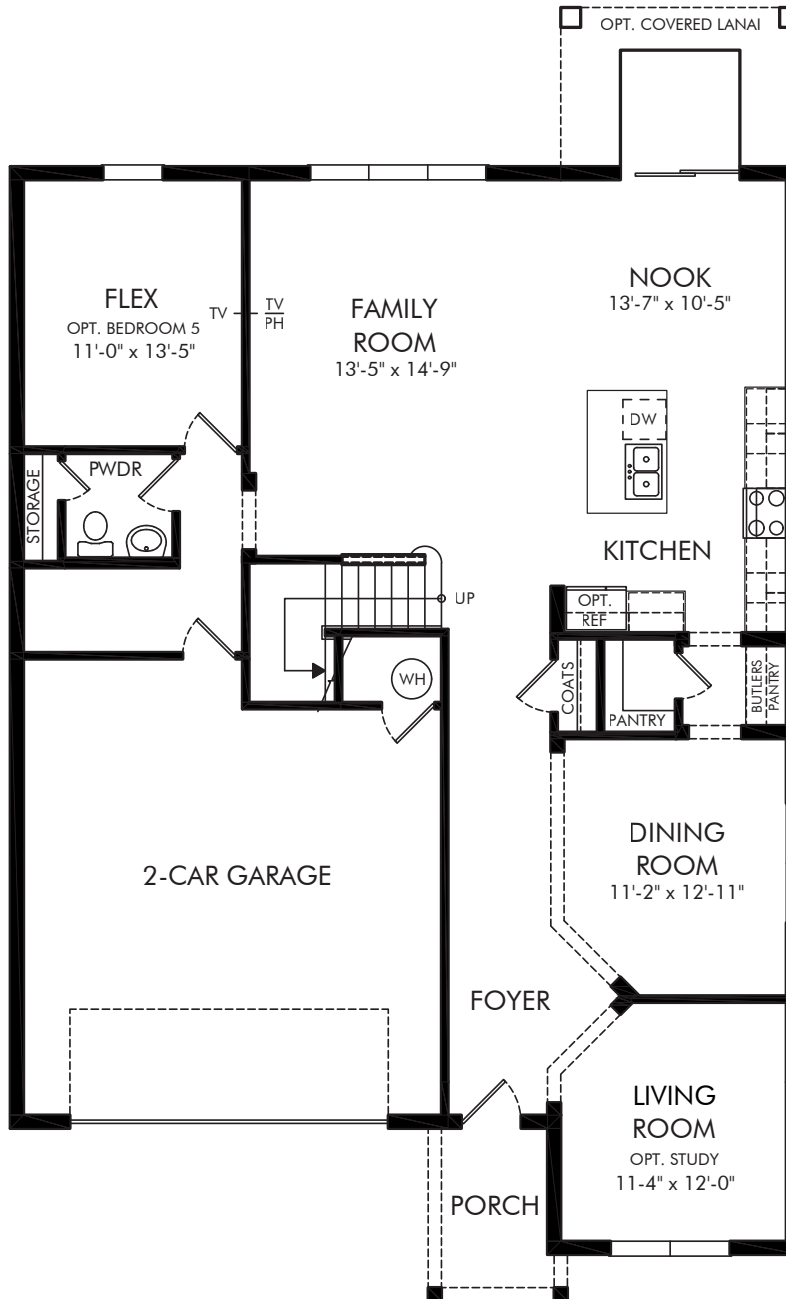 OPT. COVERED LANAI
NOOK
13'-7" x 10'-5"
FLEX
OPT. BEDROOM 5
11'-0" x 13'-5"
TV
TV
PH
FAMILY
ROOM
13'-5" x 14'-9"
DW
STORAGE
PWDR
KITCHEN
UP
OPT.
REF
WH
COATS
PANTRY
BUTLERS
PANTRY
DINING
ROOM
11'-2" x 12'-11"
2-CAR GARAGE
FOYER
LIVING
ROOM
OPT. STUDY
11-4" x 12'-0"
PORCH